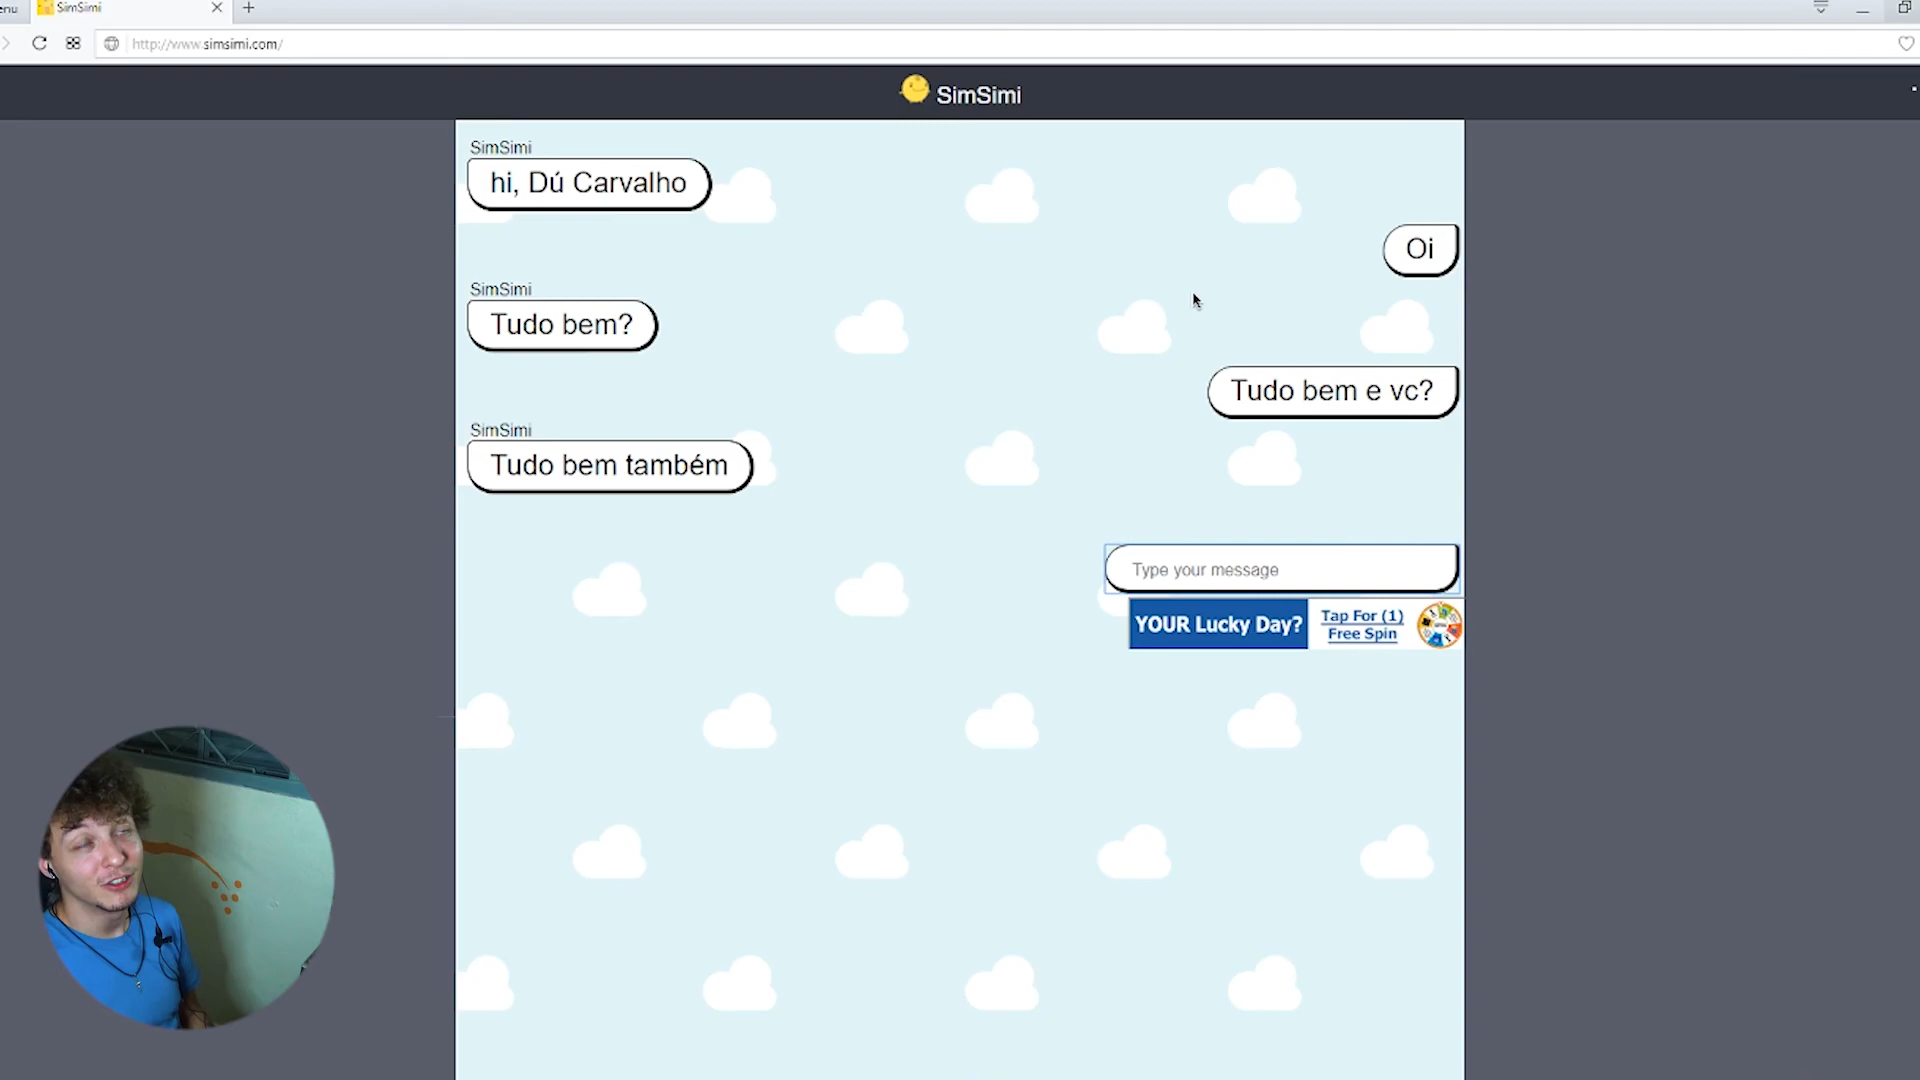 enu
SimSimi
http://www.simsimi.com/
SimSimi
SimSimi
hi, Dú Carvalho
Oi
SimSimi
Tudo bem?
Tudo bem e vc?
SimSimi
Tudo bem também
Type your message
YOUR Lucky Day?
Tap For (1)
Free Spin